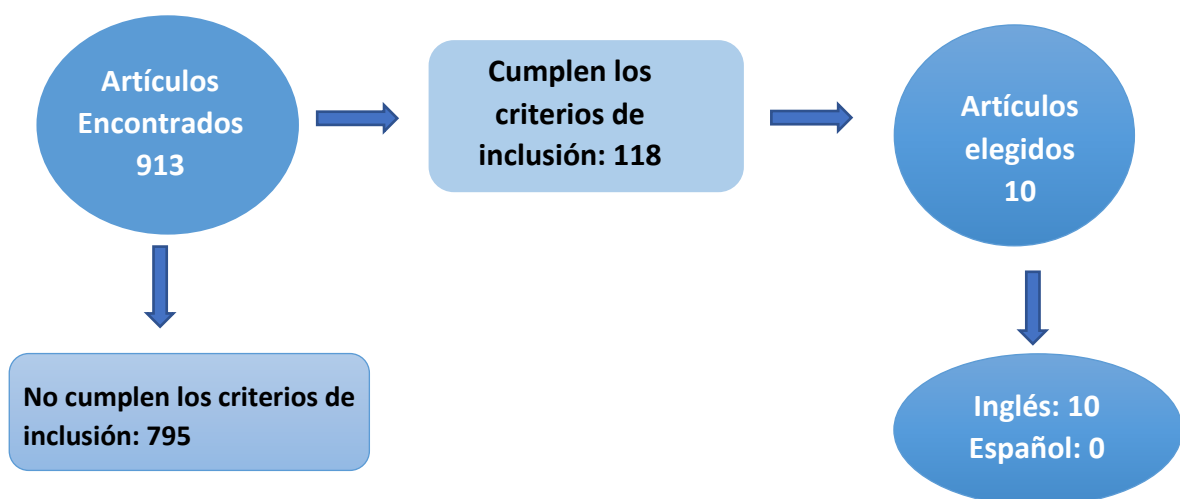 Artículos
Encontrados
913
Cumplen los
criterios de
inclusión: 118
Artículos
elegidos
10
No cumplen los criterios de
inclusión: 795
Inglés: 10
Español: 0